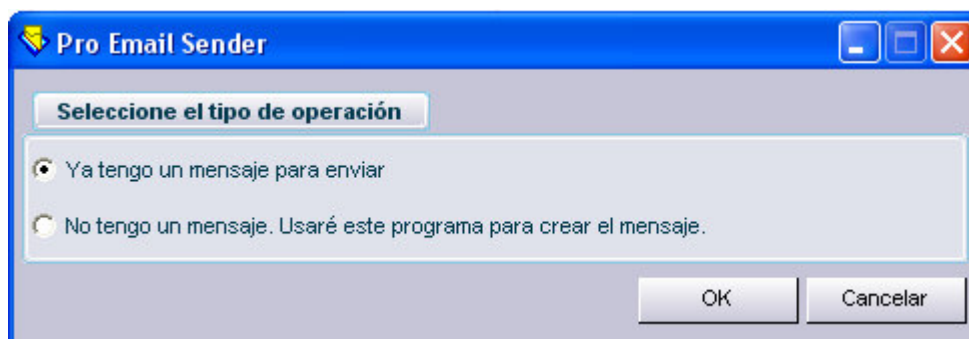 Pro Email Sender
Seleccione el tipo de operación
Ya tengo un mensaje para enviar
No tengo un mensaje. Usaré este programa para crear el mensaje.
OK Cancelar